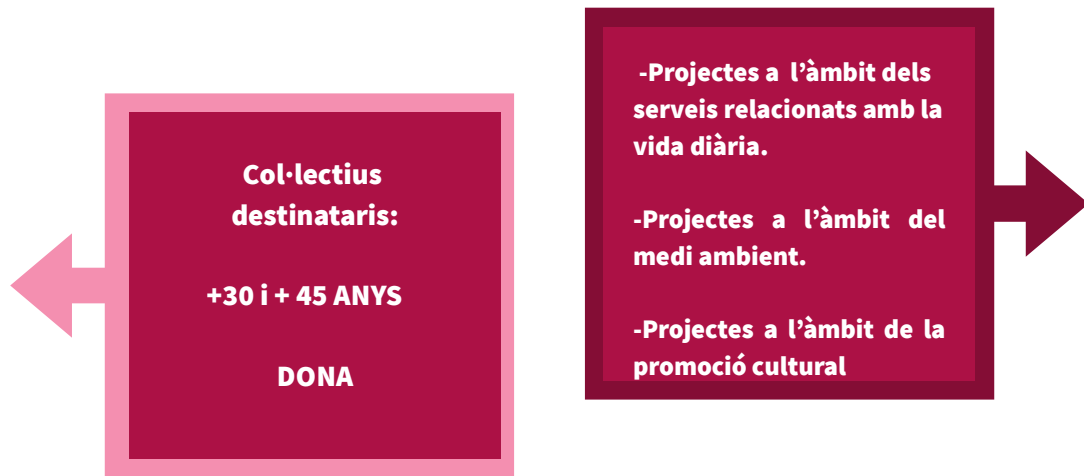 Col·lectius
destinataris:
+30 i + 45 ANYS
DONA
-Projectes a l’àmbit dels
serveis relacionats amb la
vida diària.
-Projectes a l’àmbit del
medi ambient.
-Projectes a l’àmbit de la
promoció cultural